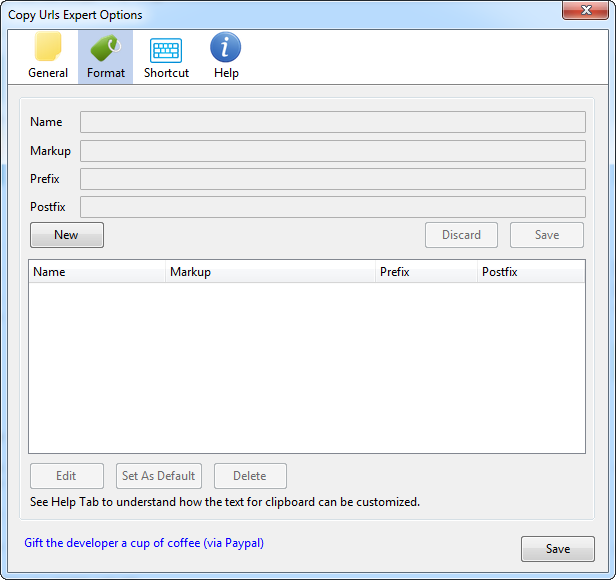 Copy Urls Expert Options
General Format Shortcut Help
Name
Markup
Prefix
Postfix
New Discard Save
Name Markup Prefix Postfix
Edit Set As Default Delete
See Help Tab to understand how the text for clipboard can be customized.
Gift the developer a cup of coffee (via Paypal)
Save